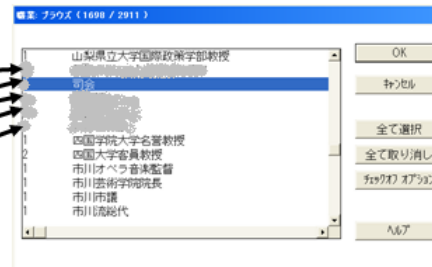 職業: ブラウズ ( 1698 / 2911 )
1 山梨県立大学国際政策学部教授
司会
1 四国学院大学名誉教授
2 四国大学客員教授
1 市川オペラ音楽監督
1 市川芸術学院院長
1 市川市議
1 市川流総代
OK
キャンセル
全て選択
全て取り消し
チェックオフ オプション
ヘルプ